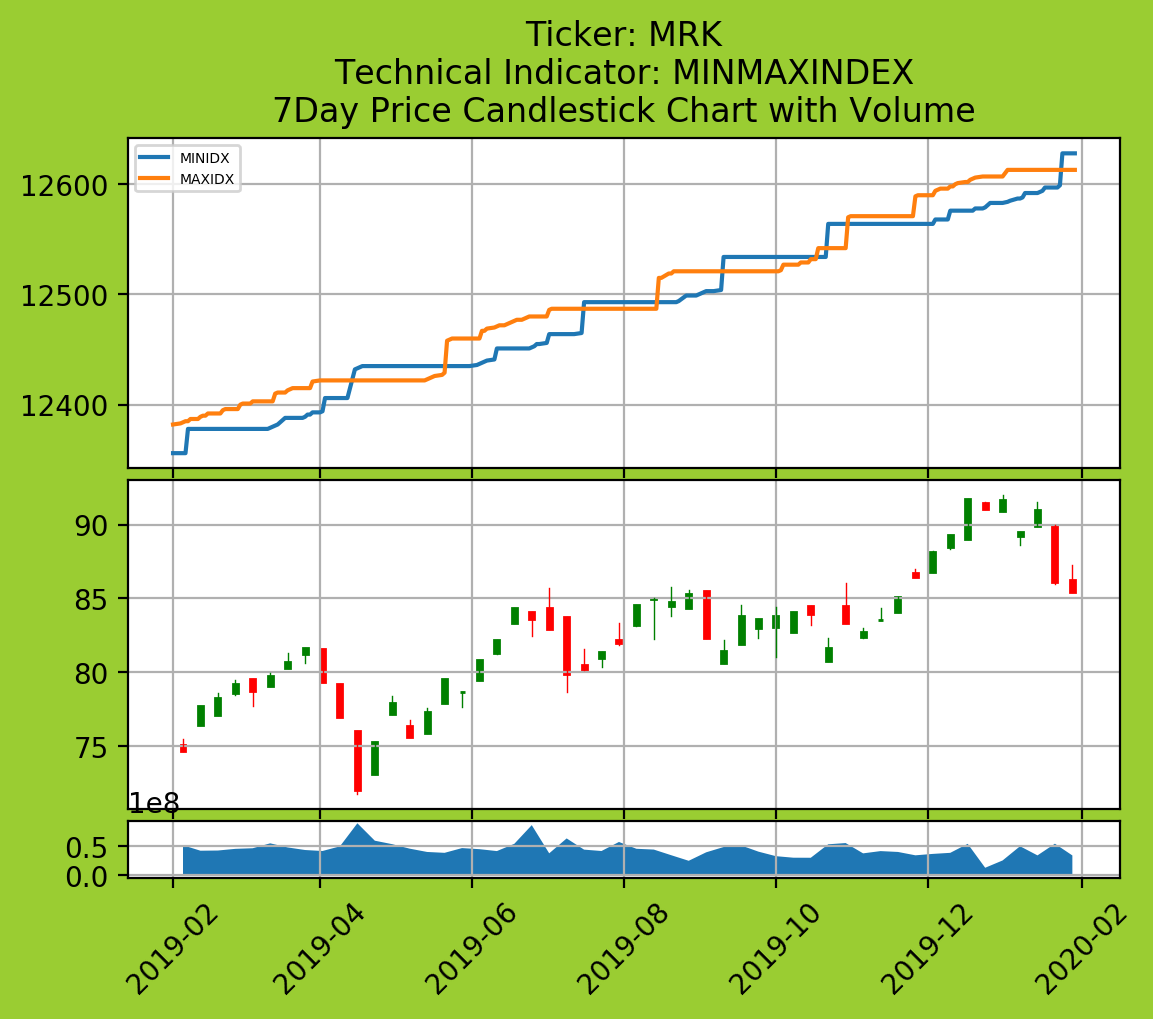 Ticker: MRK
Technical Indicator: MINMAXINDEX
7Day Price Candlestick Chart with Volume
MINIDX
MAXIDX
12600
12500
12400
90
85
80
75
1e8
0.5
0.0
2019-02
2019-04
2019-06
2019-08
2019-10
2019-12
2020-02